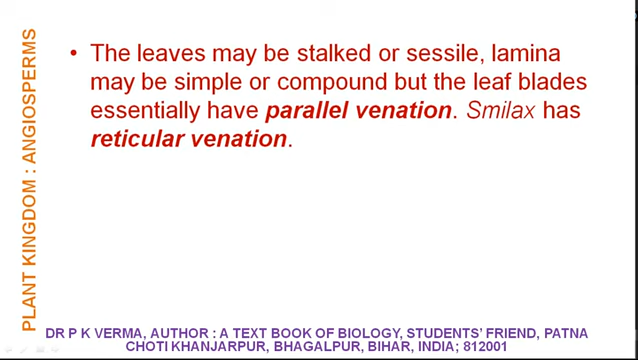 PLANT KINGDOM : ANGIOSPERMS
• The leaves may be stalked or sessile, lamina
may be simple or compound but the leaf blades
essentially have parallel venation. Smilax has
reticular venation.
DR P K VERMA, AUTHOR : A TEXT BOOK OF BIOLOGY, STUDENTS' FRIEND, PATNA
CHOTI KHANJARPUR, BHAGALPUR, BIHAR, INDIA; 812001